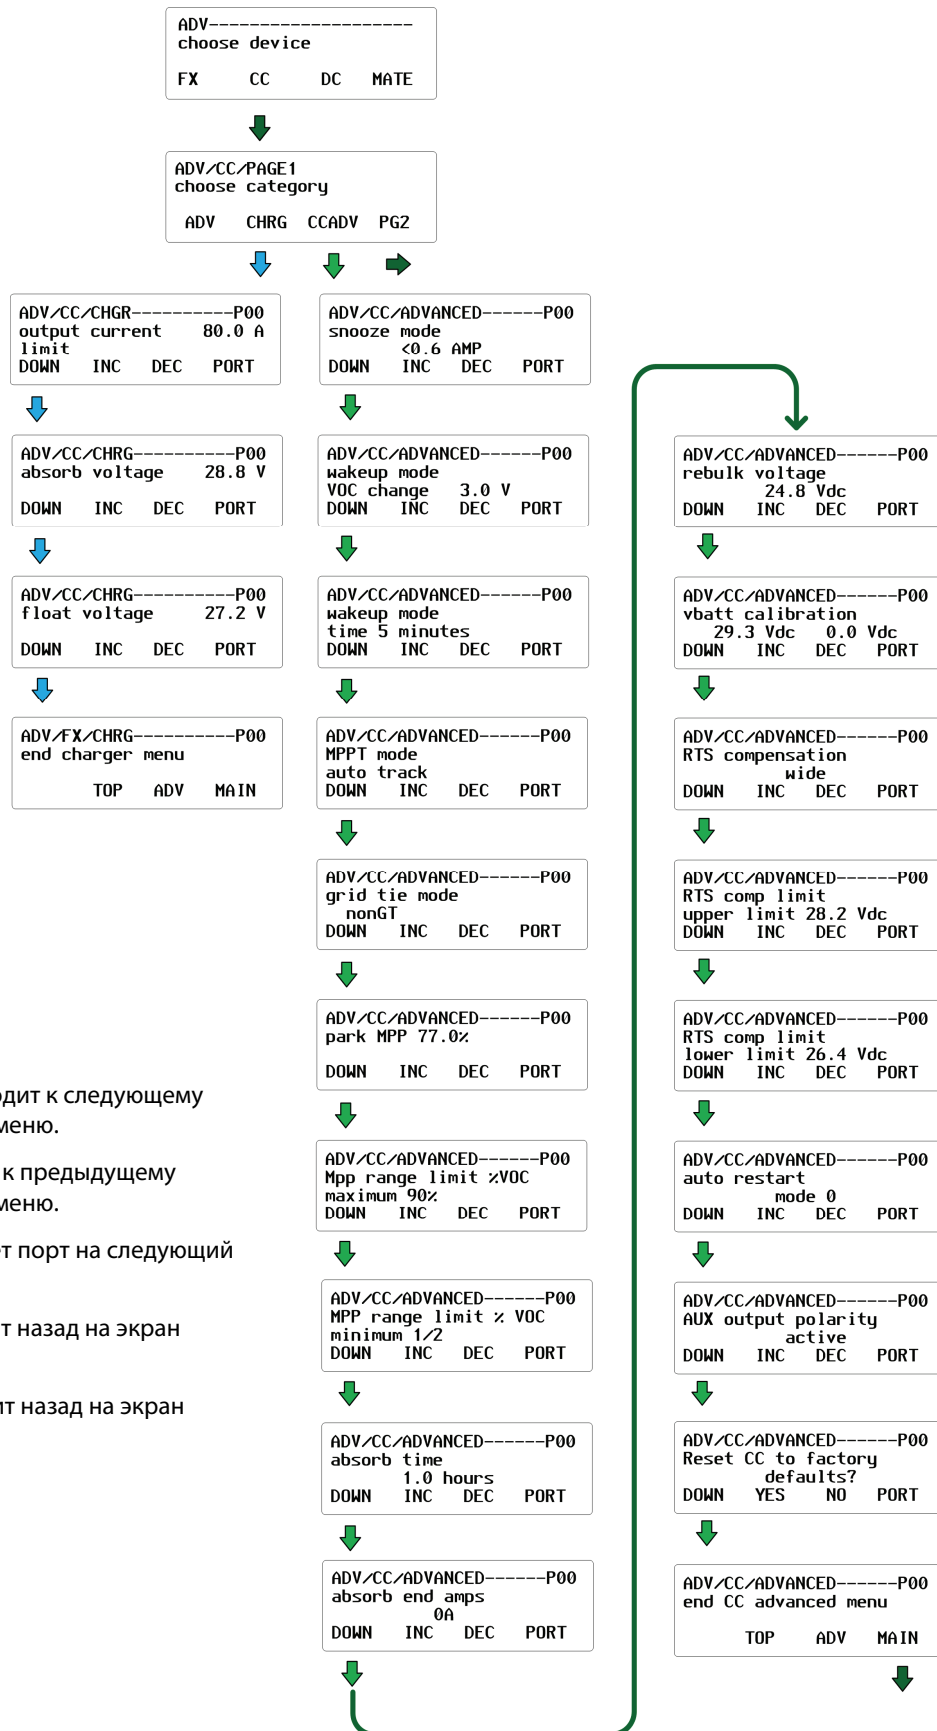 ADV--------------------
choose device
FX CC DC MATE
ADV/CC/PAGE1
choose category
ADV CHRG CCADV PG2
ADV/CC/CHGR----------P00
output current 80.0 A
limit
DOWN INC DEC PORT
ADV/CC/CHRG----------P00
absorb voltage 28.8 V
DOWN INC DEC PORT
ADV/CC/CHRG----------P00
float voltage 27.2 V
DOWN INC DEC PORT
ADV/FX/CHRG----------P00
end charger menu
TOP ADV MAIN
ADV/CC/ADVANCED------P00
snooze mode
<0.6 AMP
DOWN INC DEC PORT
ADV/CC/ADVANCED------P00
wakeup mode
VOC change 3.0 V
DOWN INC DEC PORT
ADV/CC/ADVANCED------P00
wakeup mode
time 5 minutes
DOWN INC DEC PORT
ADV/CC/ADVANCED------P00
MPPT mode
auto track
DOWN INC DEC PORT
ADV/CC/ADVANCED------P00
grid tie mode
nonGT
DOWN INC DEC PORT
ADV/CC/ADVANCED------P00
park MPP 77.0%
DOWN INC DEC PORT
ADV/CC/ADVANCED------P00
Mpp range limit %VOC
maximum 90%
DOWN INC DEC PORT
ADV/CC/ADVANCED------P00
MPP range limit % VOC
minimum 1/2
DOWN INC DEC PORT
ADV/CC/ADVANCED------P00
absorb time
1.0 hours
DOWN INC DEC PORT
ADV/CC/ADVANCED------P00
absorb end amps
0A
DOWN INC DEC PORT
ADV/CC/ADVANCED------P00
rebulk voltage
24.8 Vdc
DOWN INC DEC PORT
ADV/CC/ADVANCED------P00
vbatt calibration
29.3 Vdc 0.0 Vdc
DOWN INC DEC PORT
ADV/CC/ADVANCED------P00
RTS compensation
wide
DOWN INC DEC PORT
ADV/CC/ADVANCED------P00
RTS comp limit
upper limit 28.2 Vdc
DOWN INC DEC PORT
ADV/CC/ADVANCED------P00
RTS comp limit
lower limit 26.4 Vdc
DOWN INC DEC PORT
ADV/CC/ADVANCED------P00
auto restart
mode 0
DOWN INC DEC PORT
ADV/CC/ADVANCED------P00
AUX output polarity
active
DOWN INC DEC PORT
ADV/CC/ADVANCED------P00
Reset CC to factory
defaults?
DOWN YES NO PORT
ADV/CC/ADVANCED------P00
end CC advanced menu
TOP ADV MAIN
к следующему
меню.
к предыдущему
меню.
порт на следующий
назад на экран
назад на экран